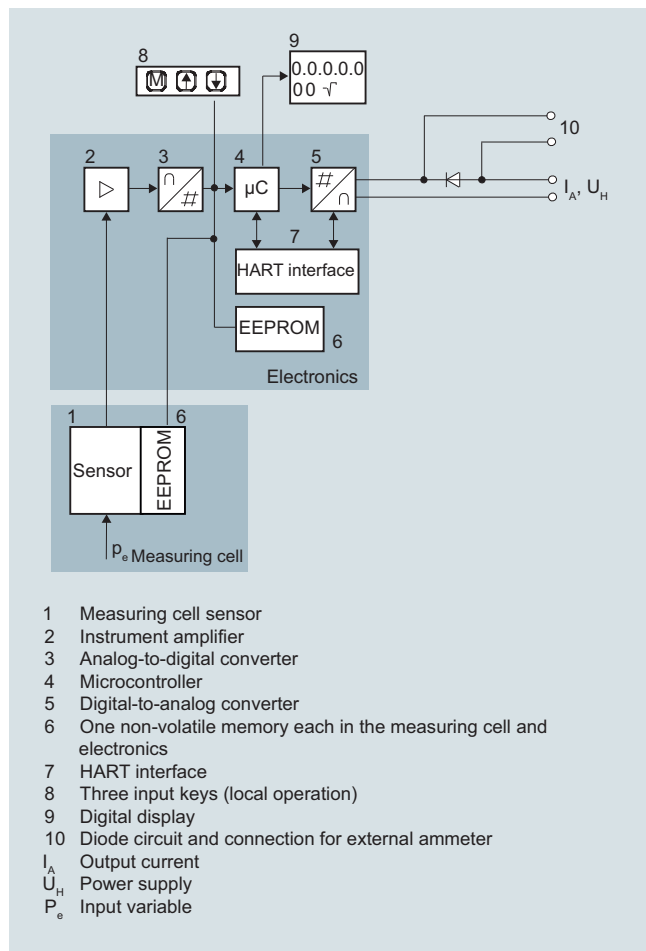 8
9
M
0.0.0.0.0
00 √
10
2
3
4
5
∩
#
µC
#
∩
I_A, U_H
7
HART interface
EEPROM
6
Electronics
1
6
Sensor
EEPROM
p_e Measuring cell
1 Measuring cell sensor
2 Instrument amplifier
3 Analog-to-digital converter
4 Microcontroller
5 Digital-to-analog converter
6 One non-volatile memory each in the measuring cell and
electronics
7 HART interface
8 Three input keys (local operation)
9 Digital display
10 Diode circuit and connection for external ammeter
I_A Output current
U_H Power supply
P_e Input variable